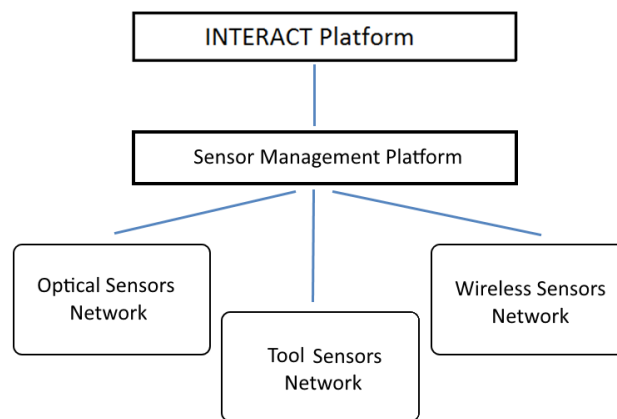 INTERACT Platform
Sensor Management Platform
Optical Sensors
Network
Tool Sensors
Network
Wireless Sensors
Network